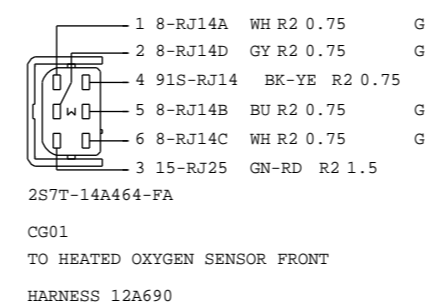 1 8-RJ14A WH R2 0.75 G
2 8-RJ14D GY R2 0.75 G
4 91S-RJ14 BK-YE R2 0.75
5 8-RJ14B BU R2 0.75 G
6 8-RJ14C WH R2 0.75 G
3 15-RJ25 GN-RD R2 1.5
2S7T-14A464-FA
CG01
TO HEATED OXYGEN SENSOR FRONT
HARNESS 12A690